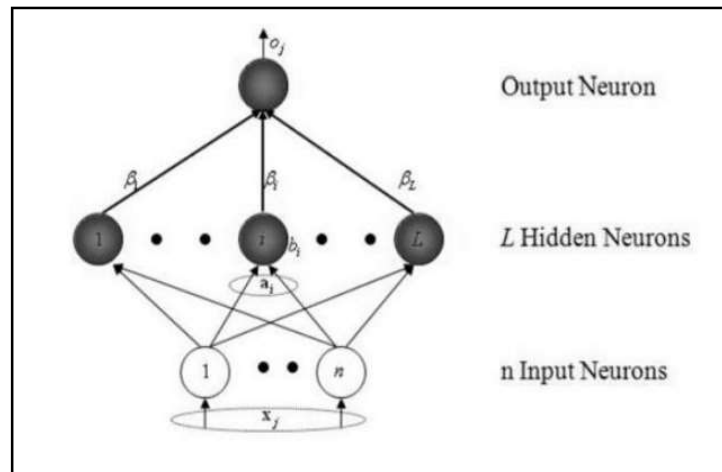 o_j
Output Neuron
β_1 β_i β_L
1 i L
b_i
L Hidden Neurons
a_i
1 n
n Input Neurons
x_j